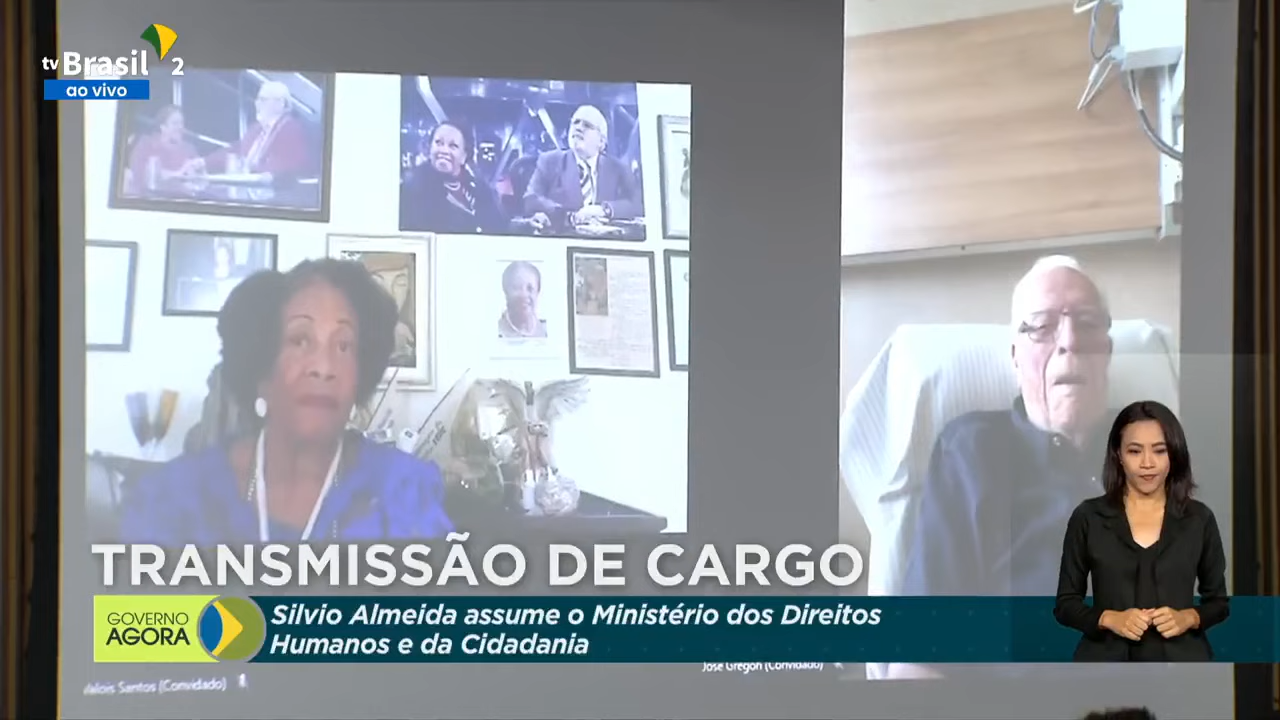 tv Brasil 2
ao vivo
TRANSMISSÃO DE CARGO
GOVERNO
AGORA
Silvio Almeida assume o Ministério dos Direitos
Humanos e da Cidadania
José Gregori (Convidado)
Santos (Convidado)